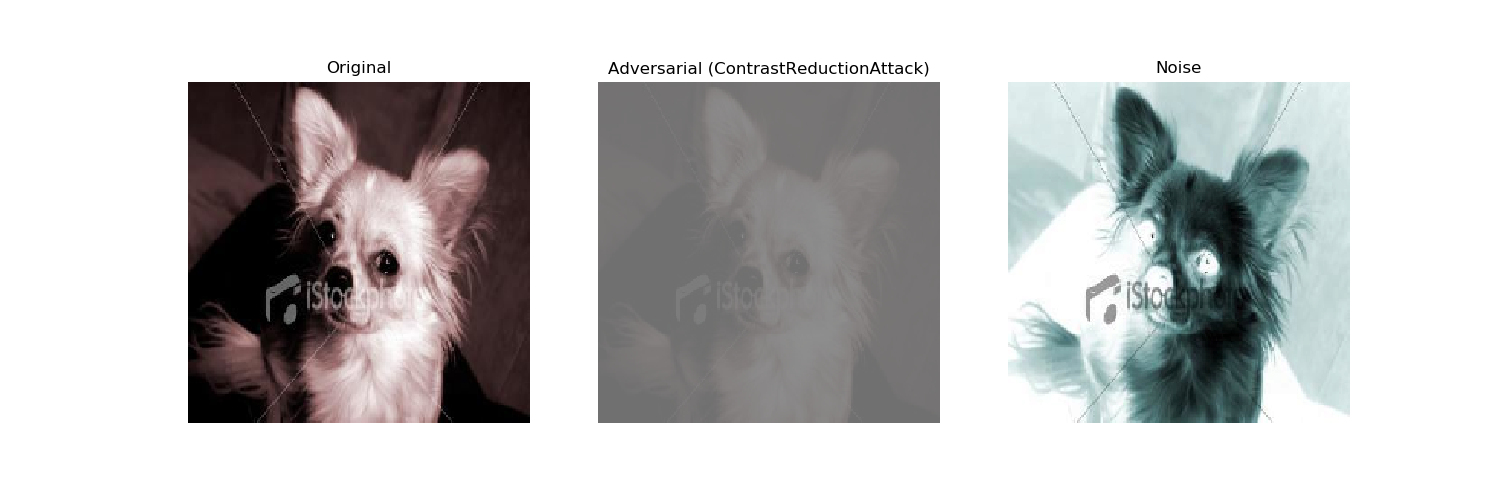 Original
Adversarial (ContrastReductionAttack)
Noise
iStockphoto
iStockphoto
iStockphoto